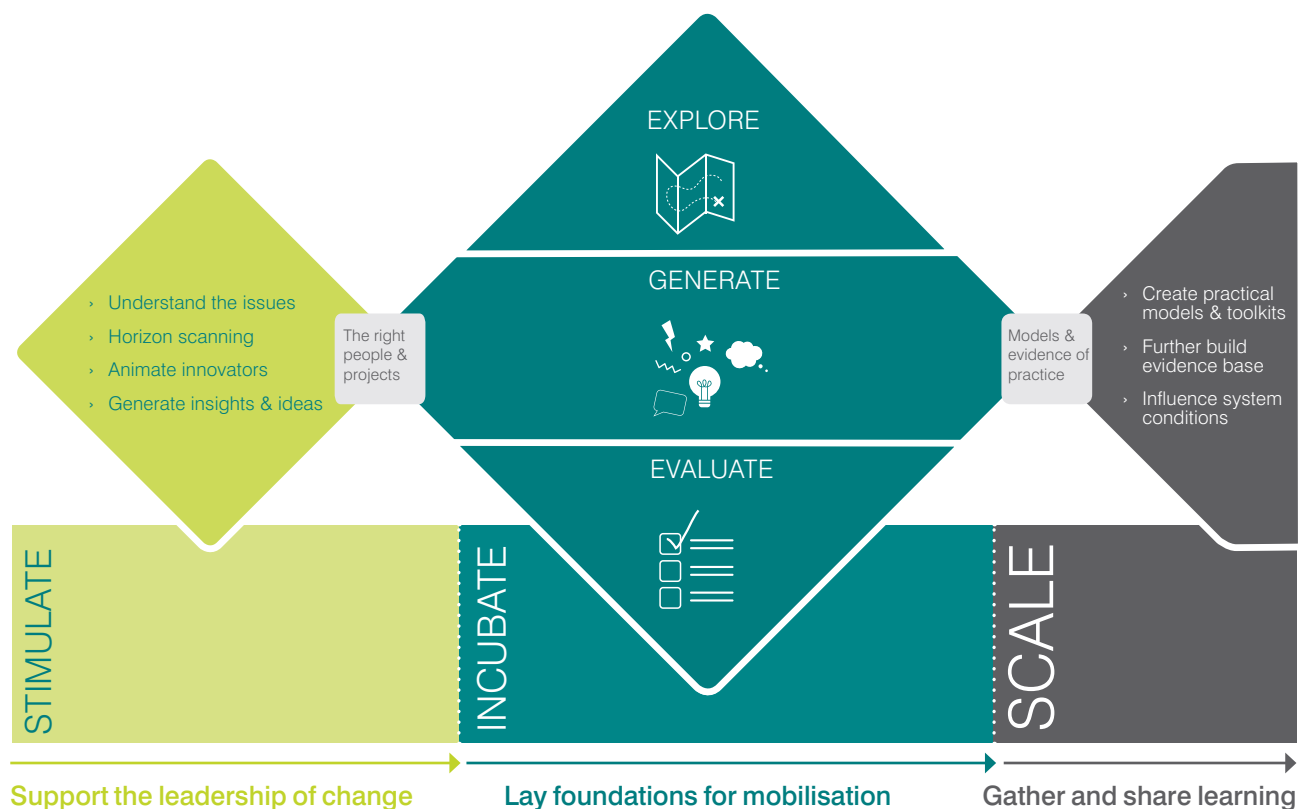 EXPLORE
GENERATE
EVALUATE
› Understand the issues
› Horizon scanning
› Animate innovators
› Generate insights & ideas
The right
people &
projects
Models &
evidence of
practice
› Create practical
models & toolkits
› Further build
evidence base
› Influence system
conditions
STIMULATE
INCUBATE
SCALE
Support the leadership of change
Lay foundations for mobilisation
Gather and share learning